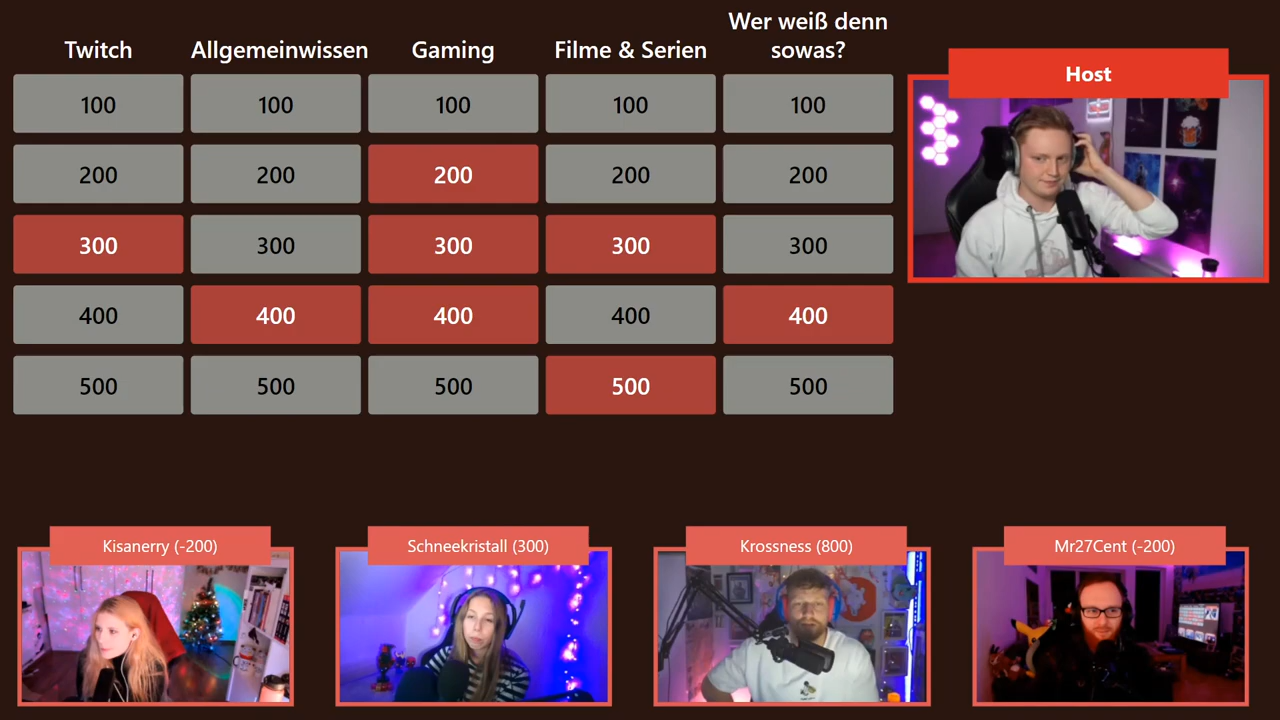 Twitch
Allgemeinwissen
Gaming
Filme & Serien
Wer weiß denn
sowas?
100
100
100
100
100
200
200
200
200
200
300
300
300
300
300
400
400
400
400
400
500
500
500
500
500
Host
Kisanerry (-200)
Schneekristall (300)
Krossness (800)
Mr27Cent (-200)